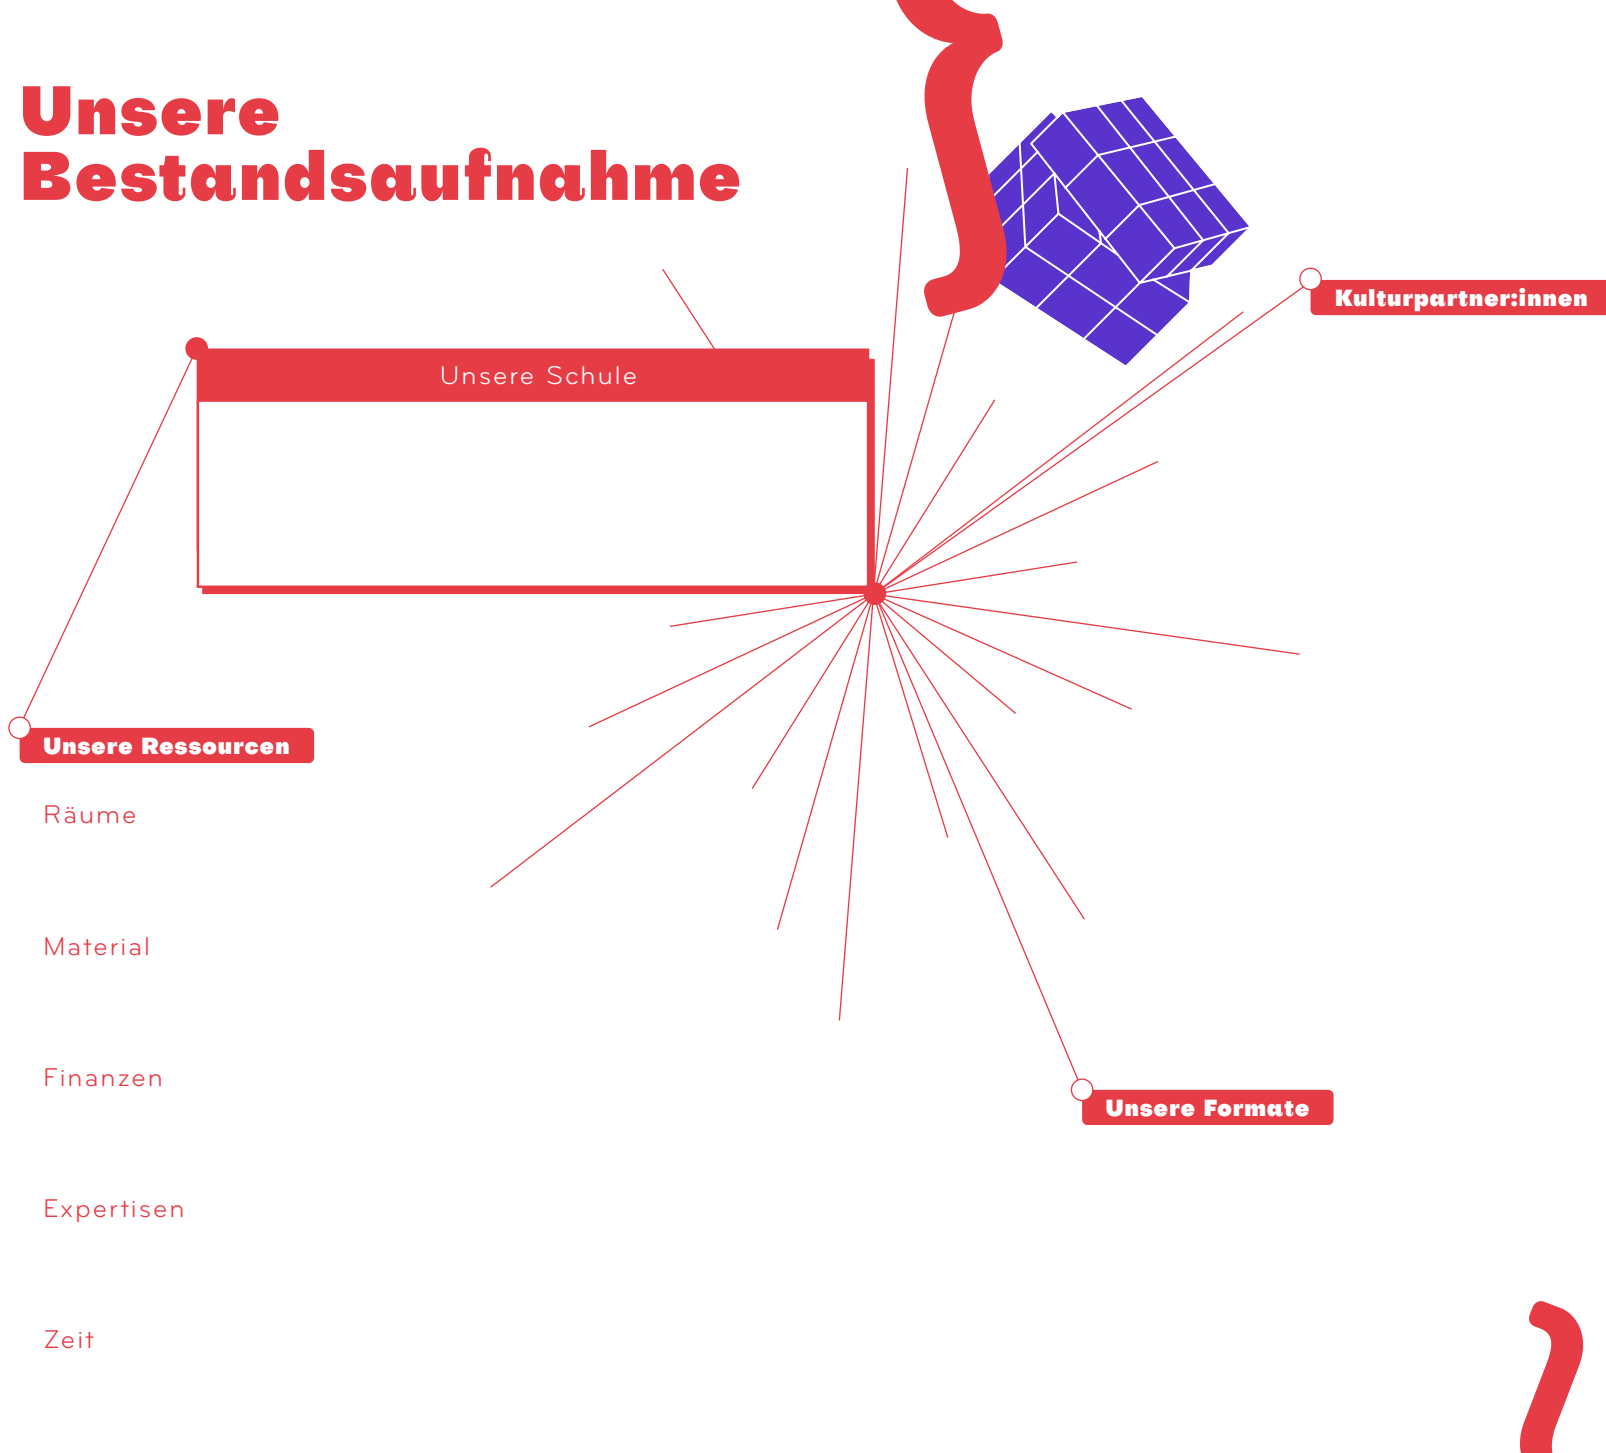 Unsere
Bestandsaufnahme
Kulturpartner:innen
Unsere Schule
Unsere Ressourcen
Räume
Material
Finanzen
Unsere Formate
Expertisen
Zeit